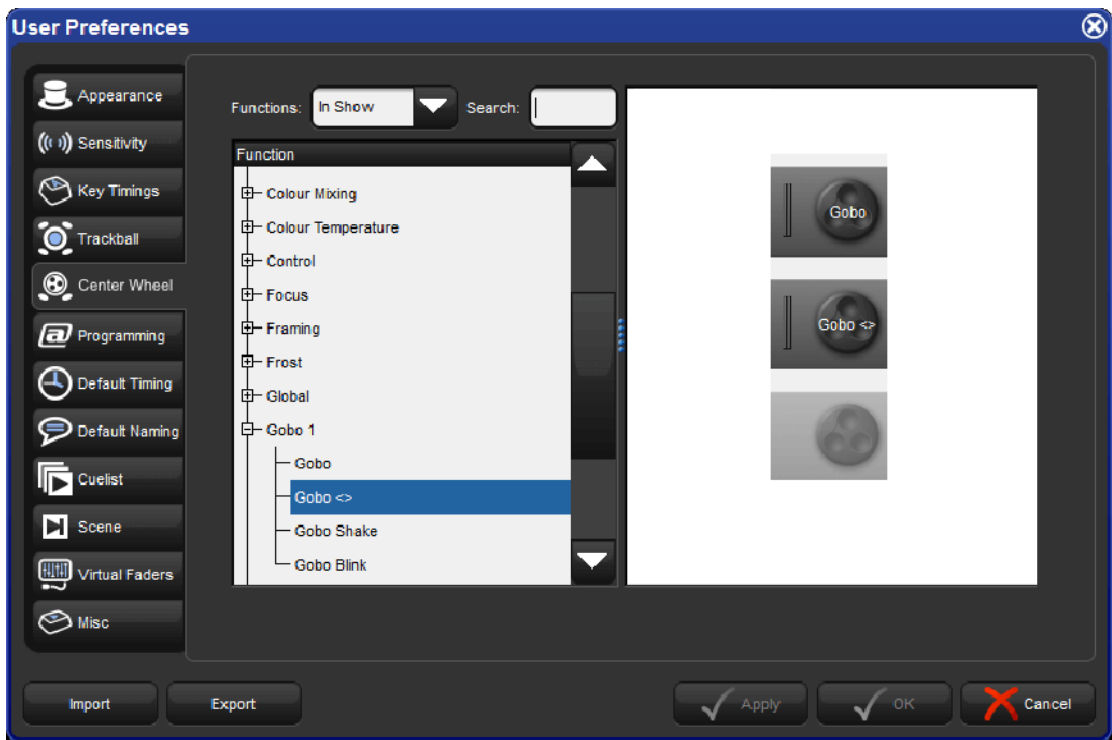 User Preferences
Appearance
Sensitivity
Key Timings
Trackball
Center Wheel
Programming
Default Timing
Default Naming
Cuelist
Scene
Virtual Faders
Misc
Functions: In Show Search:
Function
Colour Mixing
Colour Temperature
Control
Focus
Framing
Frost
Global
Gobo 1
Gobo
Gobo <>
Gobo Shake
Gobo Blink
Gobo
Gobo <>
Import Export Apply OK Cancel